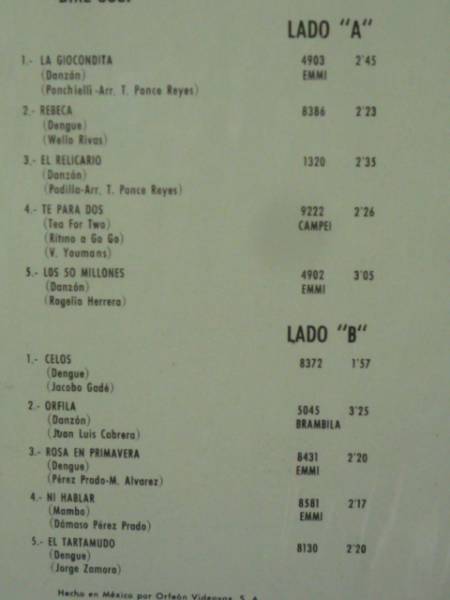 LADO "A"
1.- LA GIOCONDITA 4903 2'45
(Danzón) EMMI
(Ponchielli-Arr. T. Ponce Reyes)
2.- REBECA 8386 2'23
(Dengue)
(Wello Rivas)
3.- EL RELICARIO 1320 2'35
(Danzón)
(Padilla-Arr. T. Ponce Reyes)
4.- TE PARA DOS 9222 2'26
(Tea For Two) CAMPEI
(Ritmo a Go Go)
(V. Youmans)
5.- LOS 50 MILLONES 4902 3'05
(Danzón) EMMI
(Rogelio Herrera)
LADO "B"
1.- CELOS 8372 1'57
(Dengue)
(Jacobo Gadé)
2.- ORFILA 5045 3'25
(Danzón) BRAMBILA
(Juan Luis Cabrera)
3.- ROSA EN PRIMAVERA 8431 2'20
(Dengue) EMMI
(Pérez Prado-M. Alvarez)
4.- NI HABLAR 8581 2'17
(Mambo) EMMI
(Dámaso Pérez Prado)
5.- EL TARTAMUDO 8130 2'20
(Dengue)
(Jorge Zamora)
Hecho en México por Orfeón Videovox, S. A.